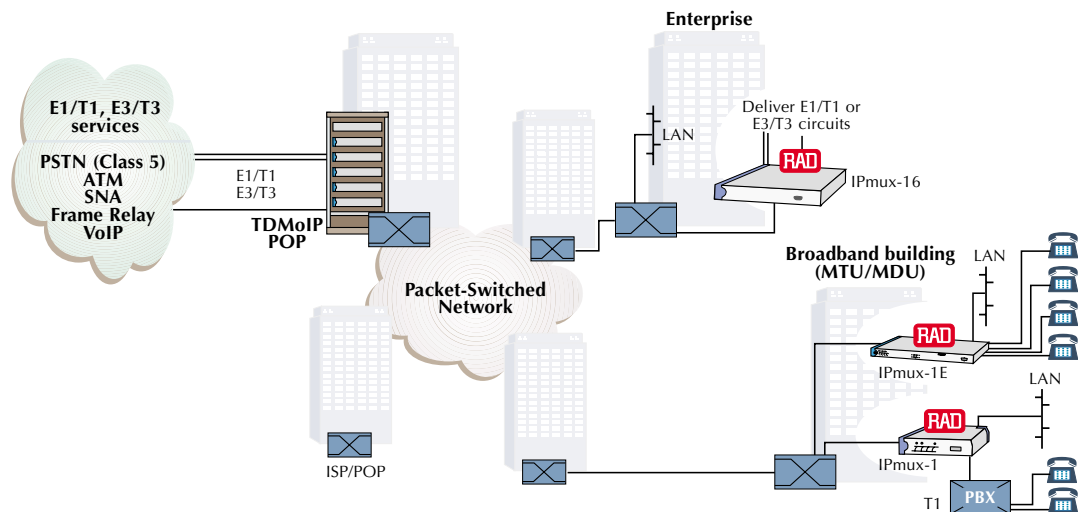 Enterprise
E1/T1, E3/T3
services
PSTN (Class 5)
ATM
SNA
Frame Relay
VoIP
E1/T1
E3/T3
TDMoIP
POP
Packet-Switched
Network
ISP/POP
LAN
Deliver E1/T1 or
E3/T3 circuits
RAD
IPmux-16
Broadband building
(MTU/MDU)
LAN
RAD
IPmux-1E
LAN
RAD
IPmux-1
T1
PBX